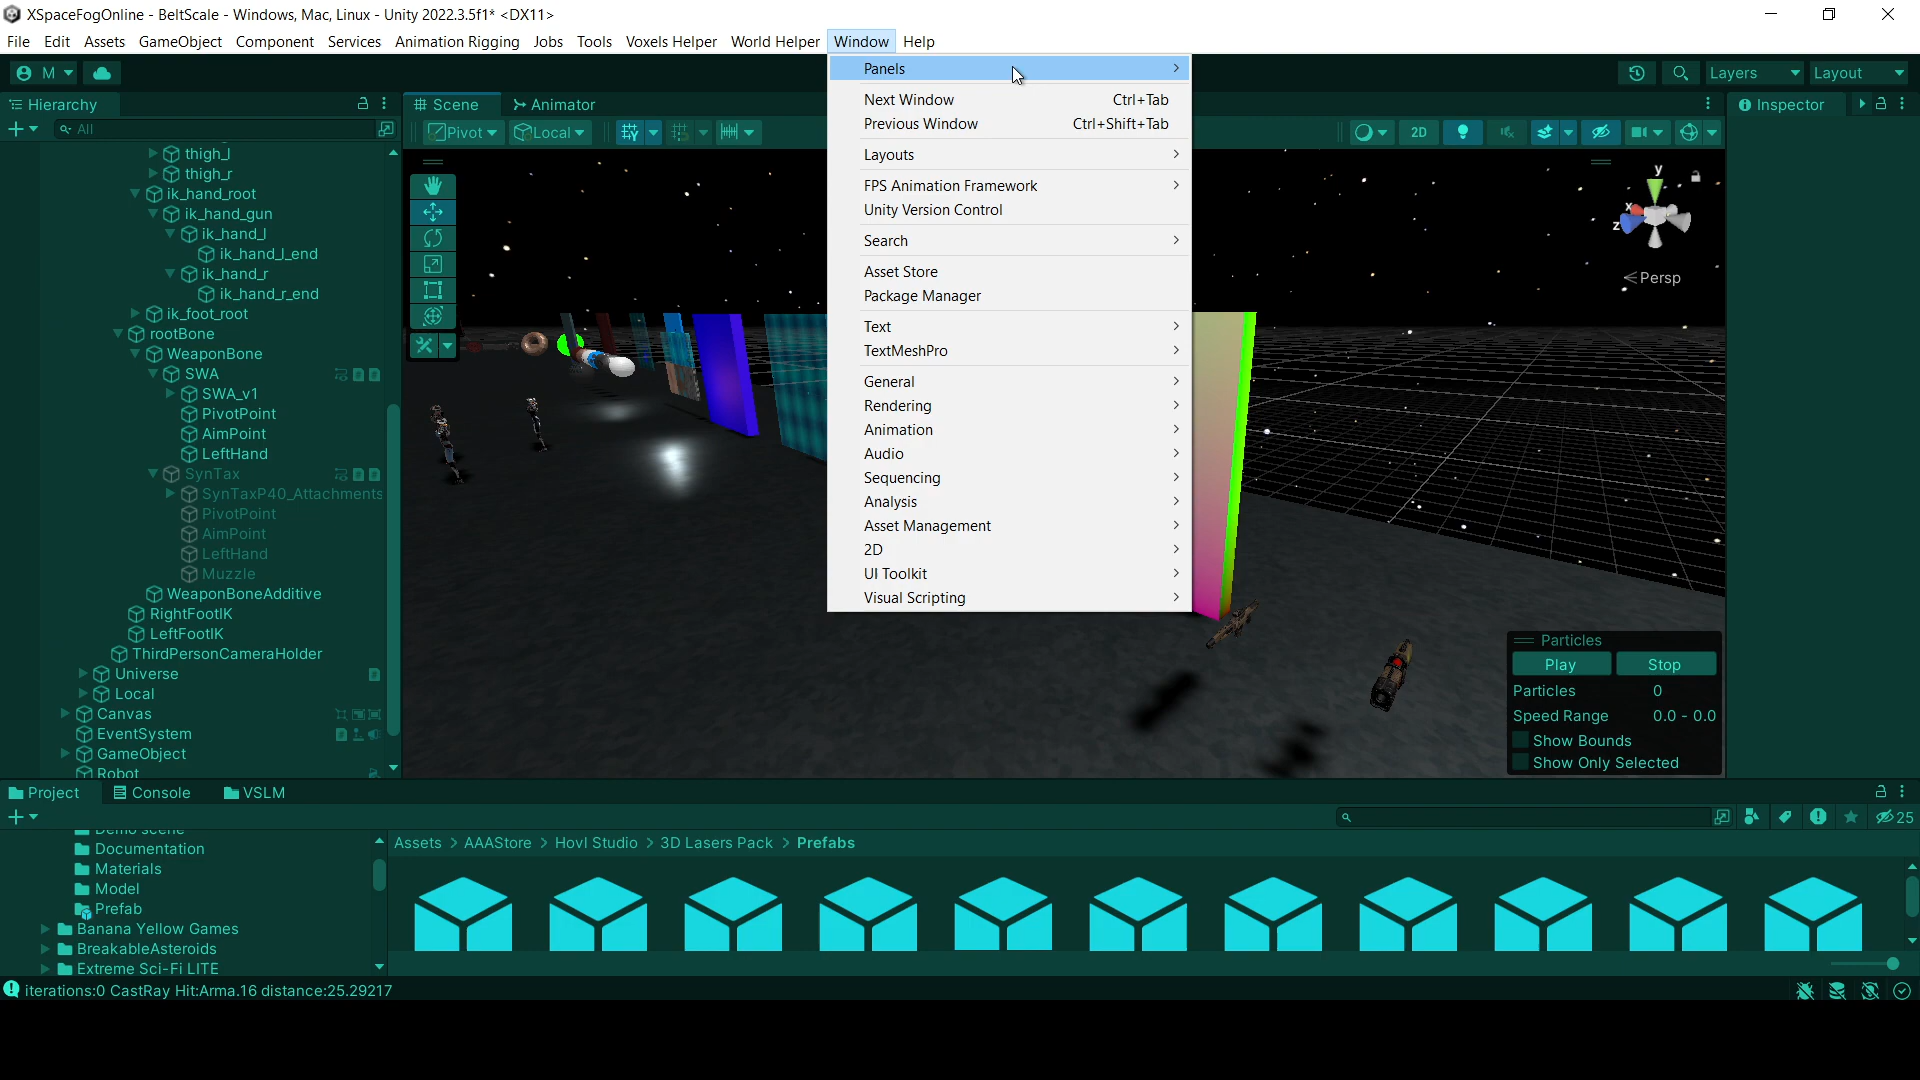 XSpaceFogOnline - BeltScale - Windows, Mac, Linux - Unity 2022.3.5f1* <DX11>
File Edit Assets GameObject Component Services Animation Rigging Jobs Tools Voxels Helper World Helper Window Help
M Layers Layout
Hierarchy
All
thigh_l
thigh_r
ik_hand_root
ik_hand_gun
ik_hand_l
ik_hand_l_end
ik_hand_r
ik_hand_r_end
ik_foot_root
rootBone
WeaponBone
SWA
SWA_v1
PivotPoint
AimPoint
LeftHand
SynTax
SynTaxP40_Attachments
PivotPoint
AimPoint
LeftHand
Muzzle
WeaponBoneAdditive
RightFootIK
LeftFootIK
ThirdPersonCameraHolder
Universe
Local
Canvas
EventSystem
GameObject
Robot
Scene Animator
Pivot Local 2D
Panels
Next Window Ctrl+Tab
Previous Window Ctrl+Shift+Tab
Layouts
FPS Animation Framework
Unity Version Control
Search
Asset Store
Package Manager
Text
TextMeshPro
General
Rendering
Animation
Audio
Sequencing
Analysis
Asset Management
2D
UI Toolkit
Visual Scripting
y
x
z
Persp
Particles
Play Stop
Particles 0
Speed Range 0.0 - 0.0
Show Bounds
Show Only Selected
Inspector
Project Console VSLM
25
Demo scene
Documentation
Materials
Model
Prefab
Banana Yellow Games
BreakableAsteroids
Extreme Sci-Fi LITE
Assets > AAAStore > Hovl Studio > 3D Lasers Pack > Prefabs
iterations:0 CastRay Hit:Arma.16 distance:25.29217